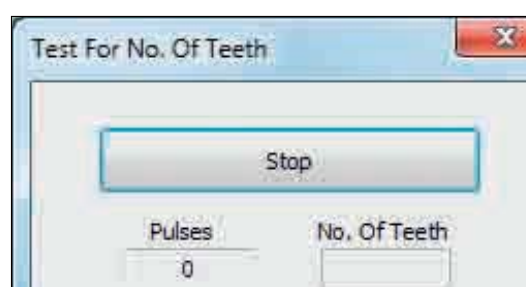 Test For No. Of Teeth
Stop
Pulses No. Of Teeth
0